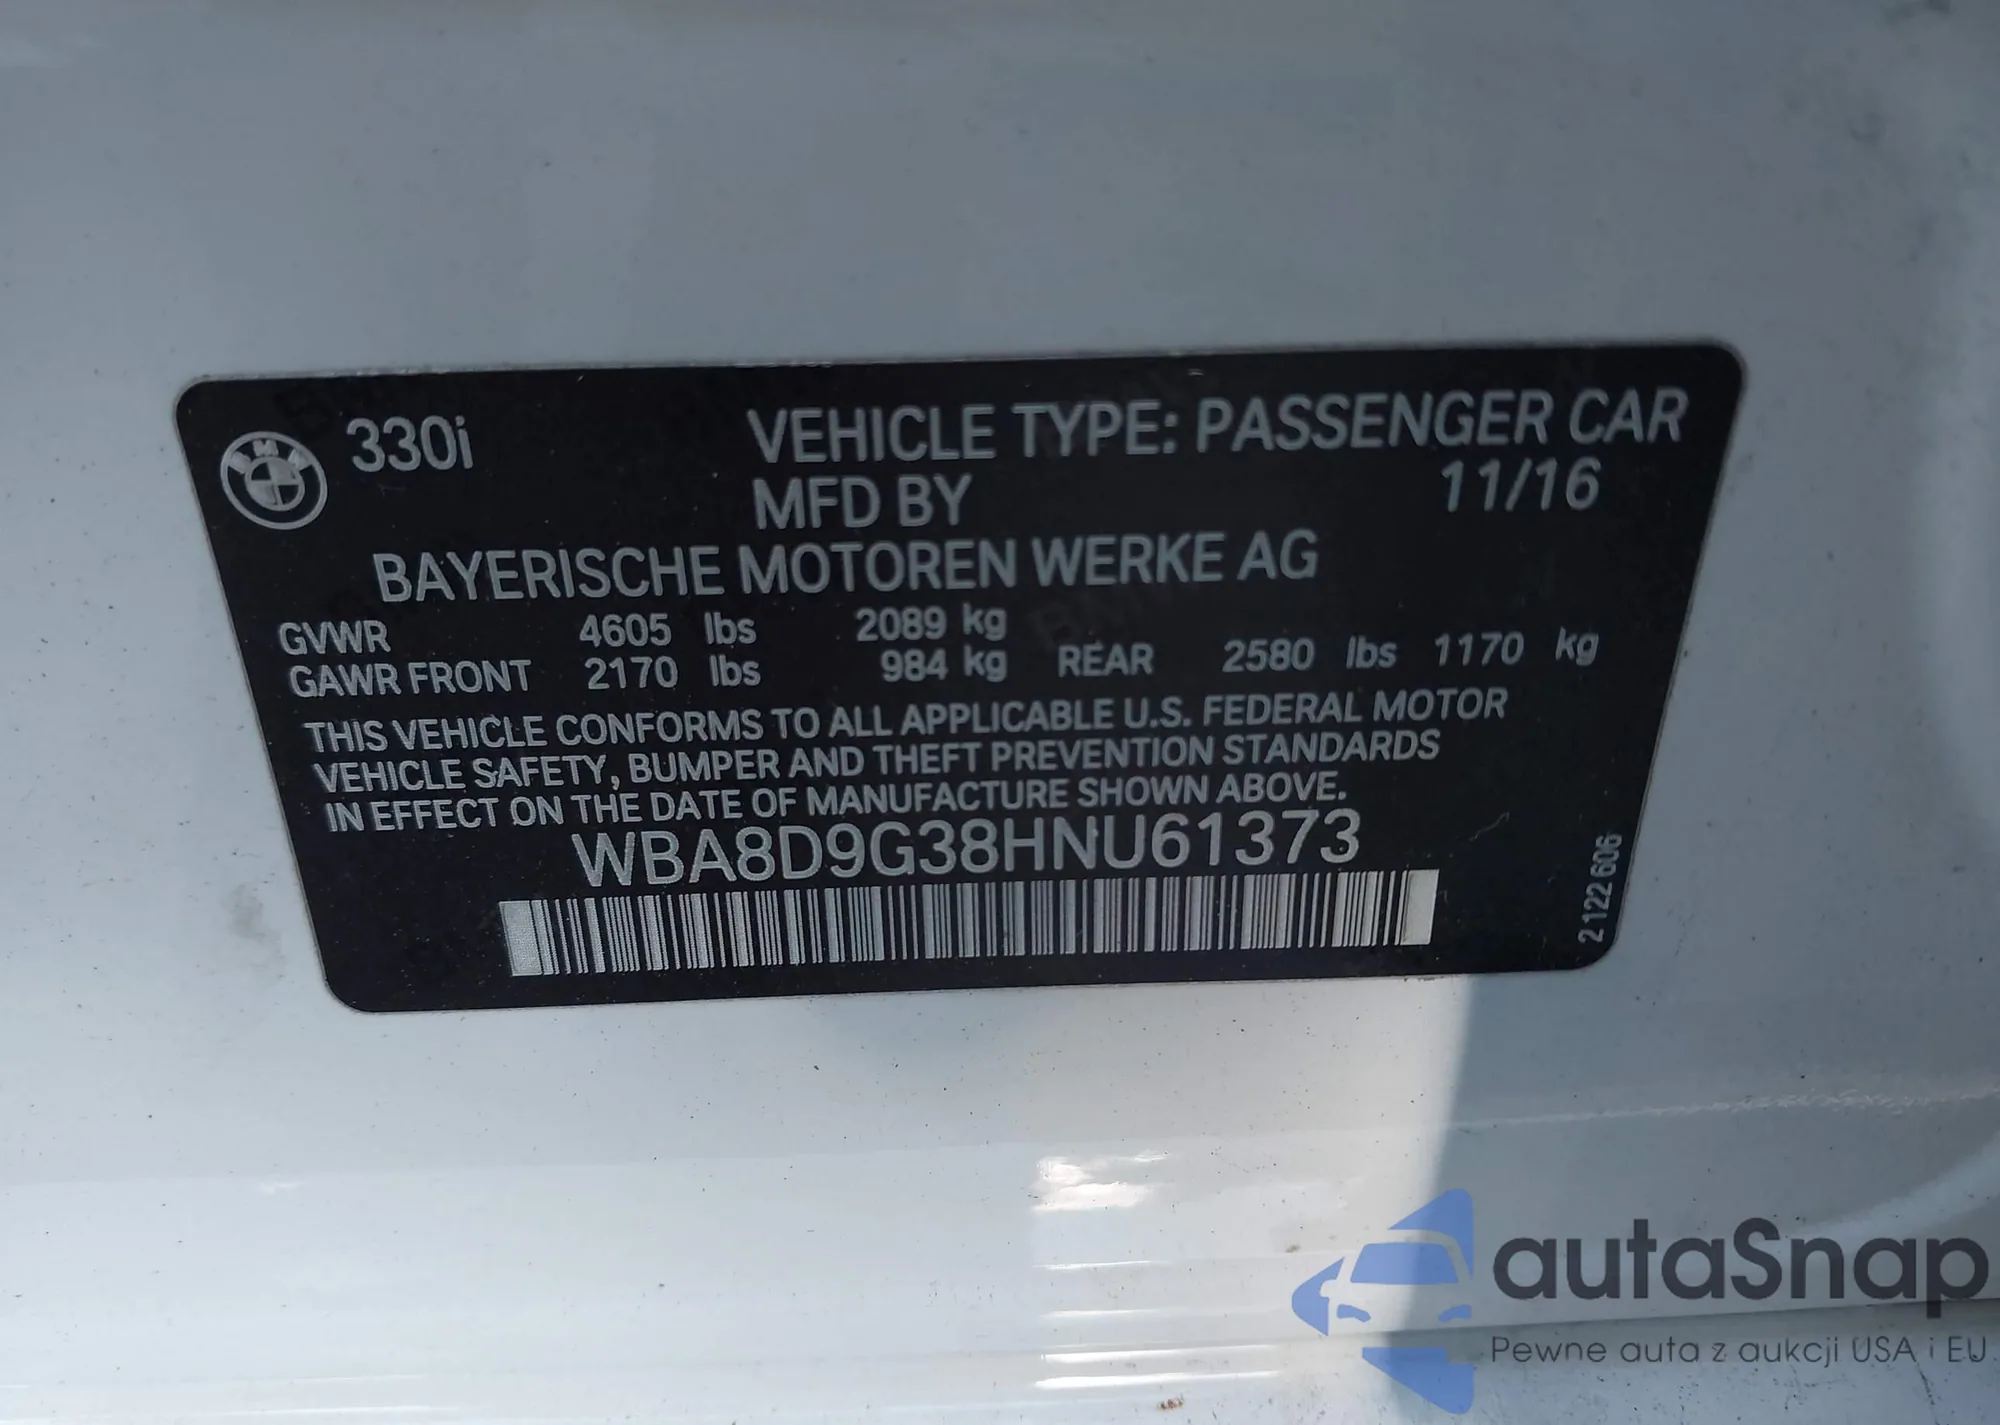 BMW 330i VEHICLE TYPE: PASSENGER CAR
MFD BY 11/16
BAYERISCHE MOTOREN WERKE AG
GVWR 4605 lbs 2089 kg
GAWR FRONT 2170 lbs 984 kg REAR 2580 lbs 1170 kg
THIS VEHICLE CONFORMS TO ALL APPLICABLE U.S. FEDERAL MOTOR
VEHICLE SAFETY, BUMPER AND THEFT PREVENTION STANDARDS
IN EFFECT ON THE DATE OF MANUFACTURE SHOWN ABOVE.
WBA8D9G38HNU61373
2122 606
autaSnap
Pewne auta z aukcji USA i EU